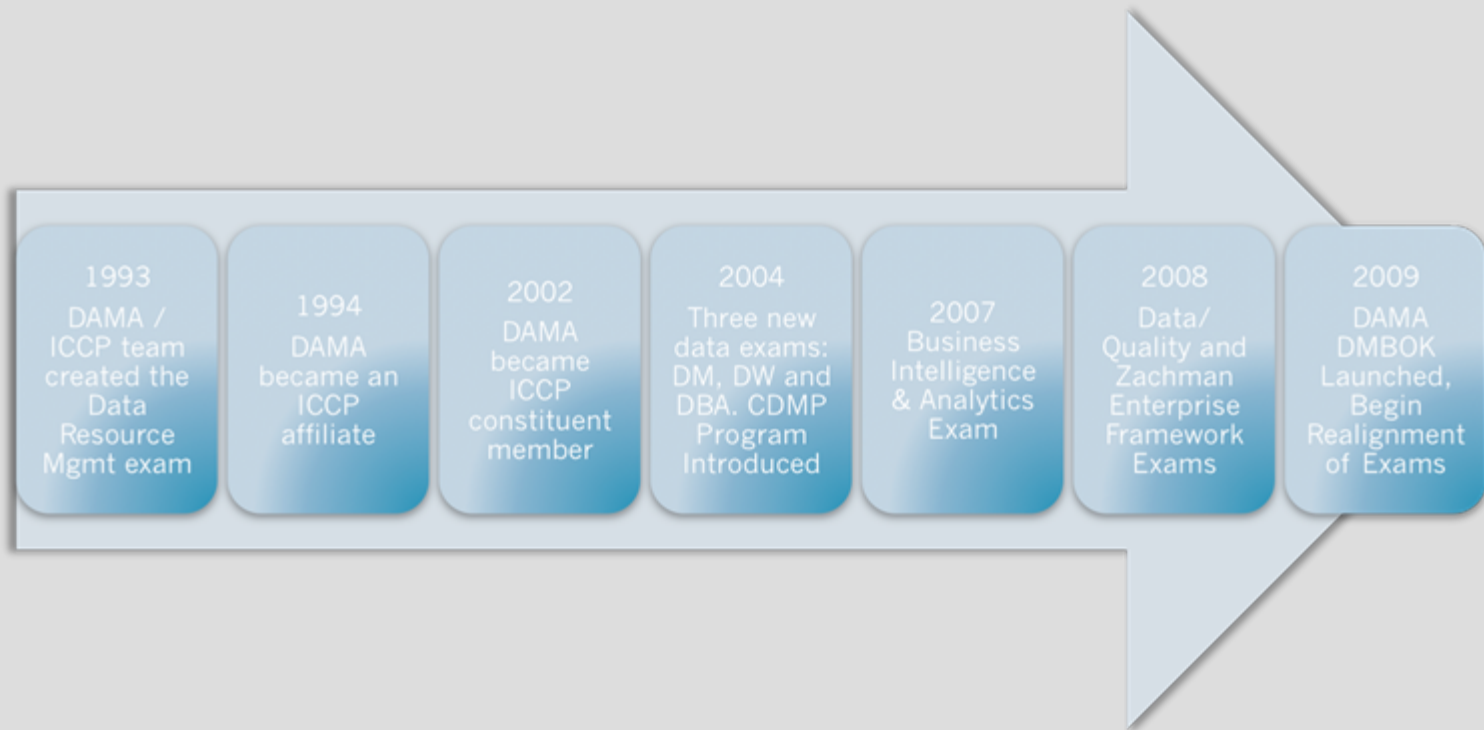 1993
DAMA /
ICCP team
created the
Data
Resource
Mgmt exam
1994
DAMA
became an
ICCP
affiliate
2002
DAMA
became
ICCP
constituent
member
2004
Three new
data exams:
DM, DW and
DBA. CDMP
Program
Introduced
2007
Business
Intelligence
& Analytics
Exam
2008
Data/
Quality and
Zachman
Enterprise
Framework
Exams
2009
DAMA
DMBOK
Launched,
Begin
Realignment
of Exams